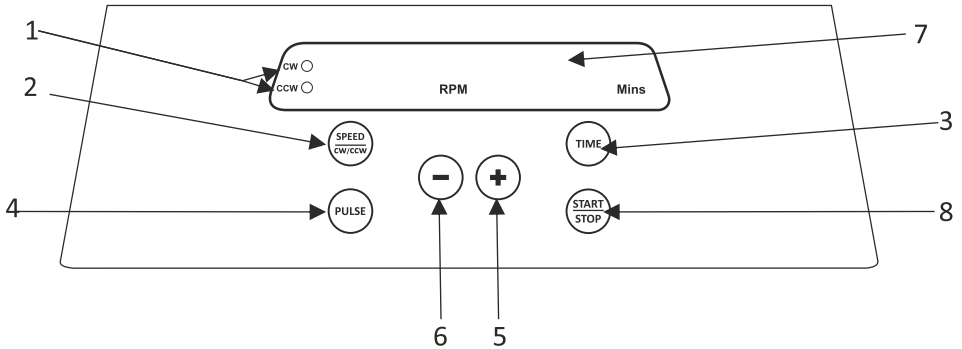 1
7
CW
CCW
RPM
Mins
2
SPEED
CW/CCW
TIME
3
−
+
4
PULSE
START
STOP
8
6
5